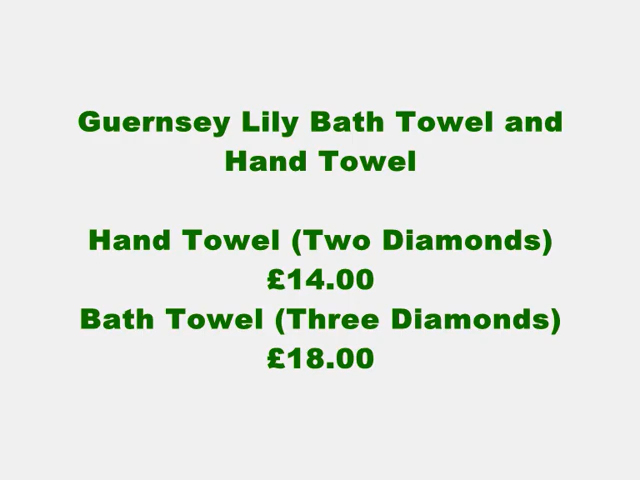 Guernsey Lily Bath Towel and
Hand Towel
Hand Towel (Two Diamonds)
£14.00
Bath Towel (Three Diamonds)
£18.00